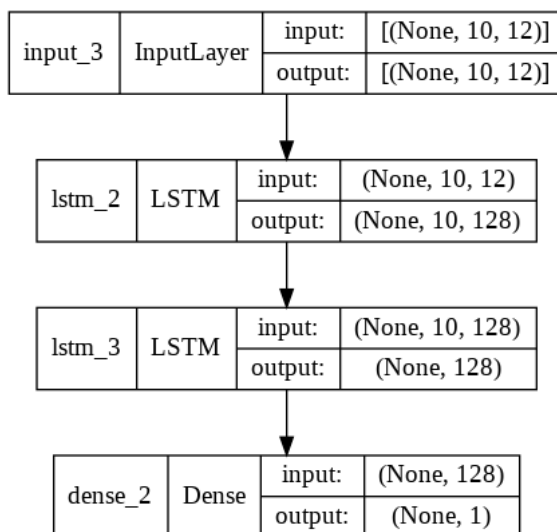 input_3 InputLayer input: [(None, 10, 12)]
output: [(None, 10, 12)]
lstm_2 LSTM input: (None, 10, 12)
output: (None, 10, 128)
lstm_3 LSTM input: (None, 10, 128)
output: (None, 128)
dense_2 Dense input: (None, 128)
output: (None, 1)